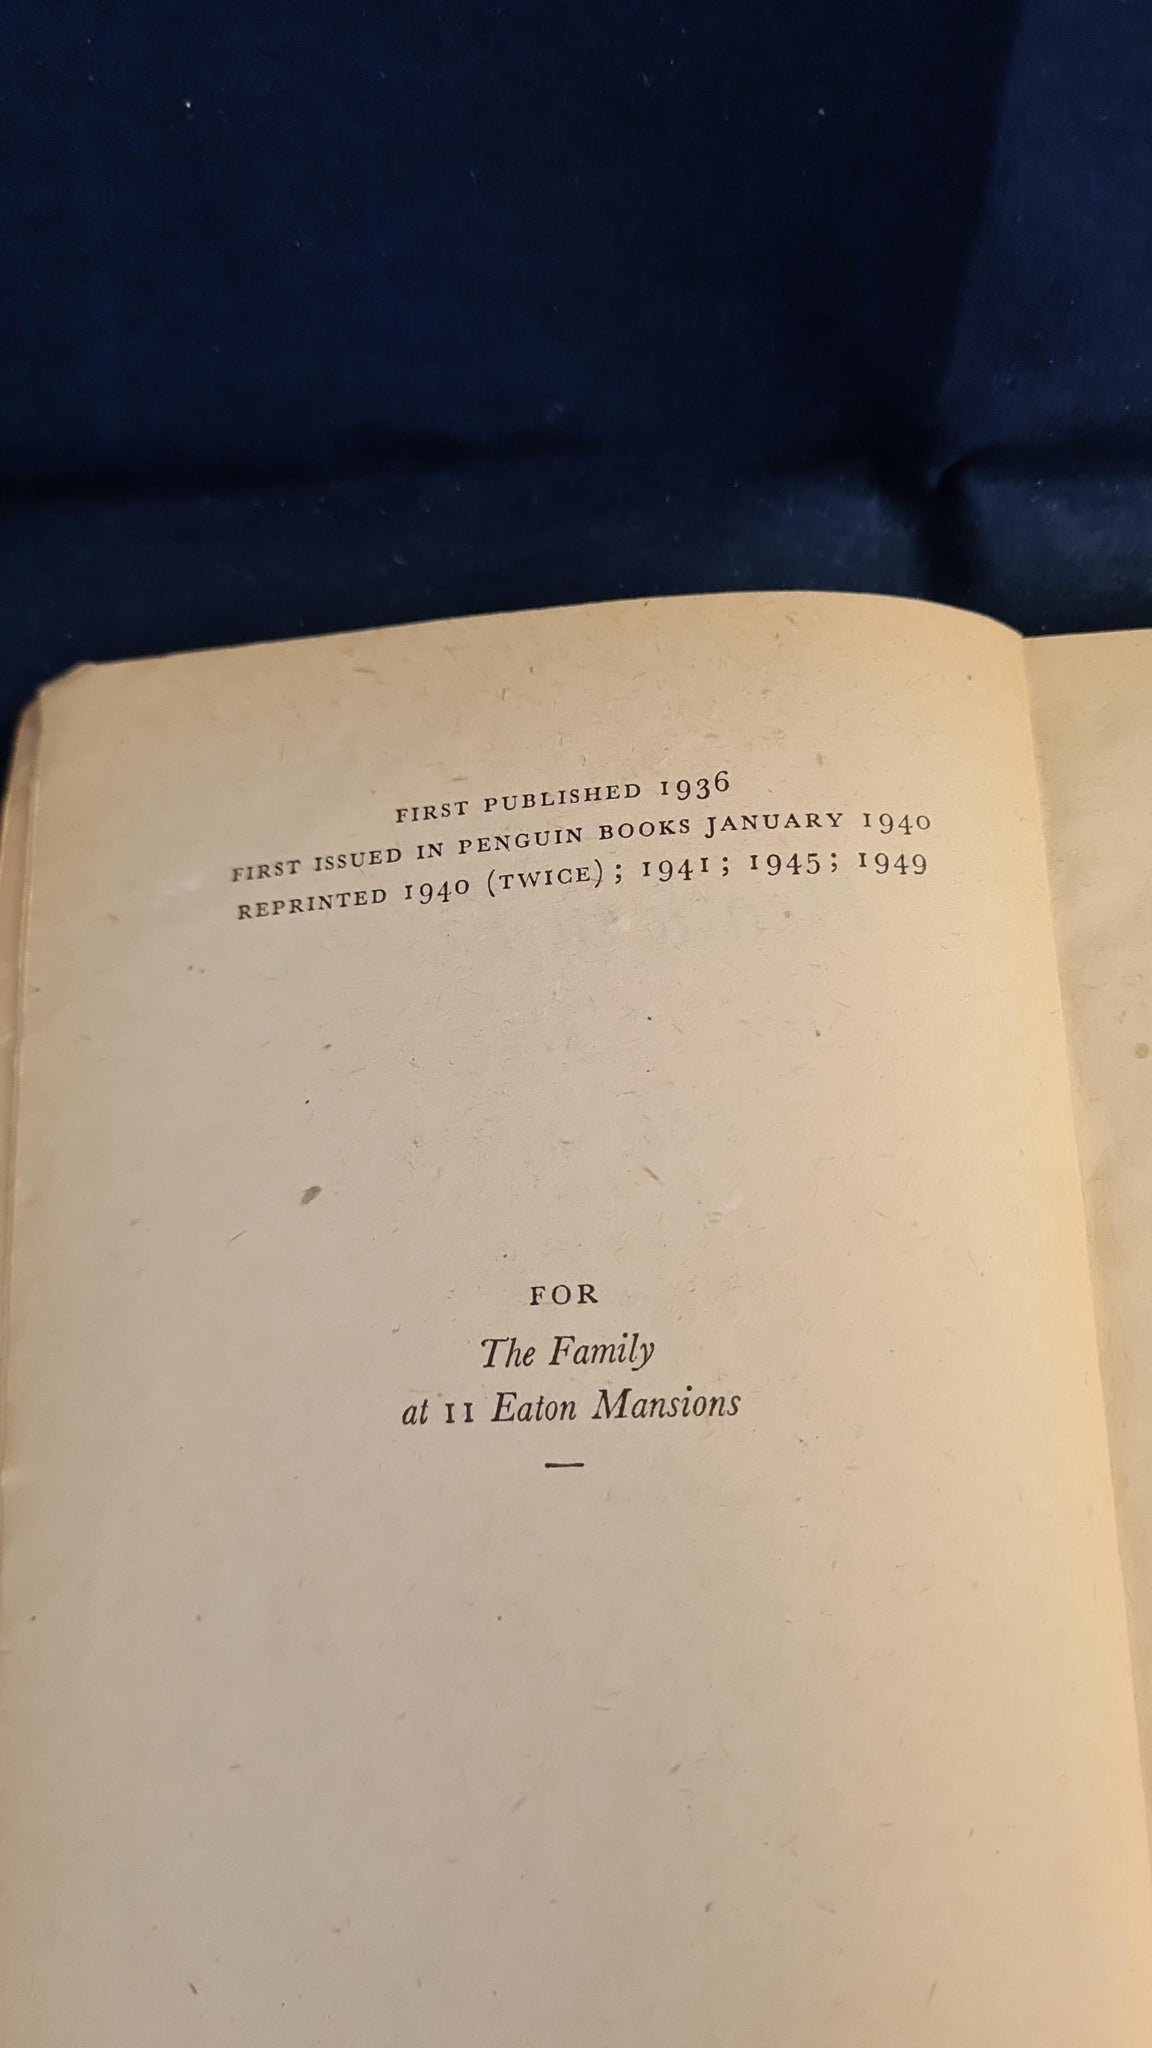 FIRST PUBLISHED 1936
FIRST ISSUED IN PENGUIN BOOKS JANUARY 1940
REPRINTED 1940 (TWICE); 1941; 1945; 1949
FOR
The Family
at 11 Eaton Mansions